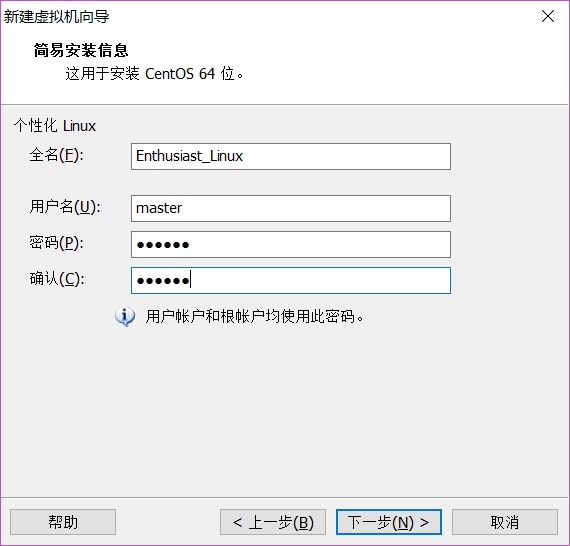 新建虚拟机向导
简易安装信息
这用于安装 CentOS 64 位。
个性化 Linux
全名(F): Enthusiast_Linux
用户名(U): master
密码(P): ●●●●●●
确认(C): ●●●●●●
用户帐户和根帐户均使用此密码。
帮助 < 上一步(B) 下一步(N) > 取消